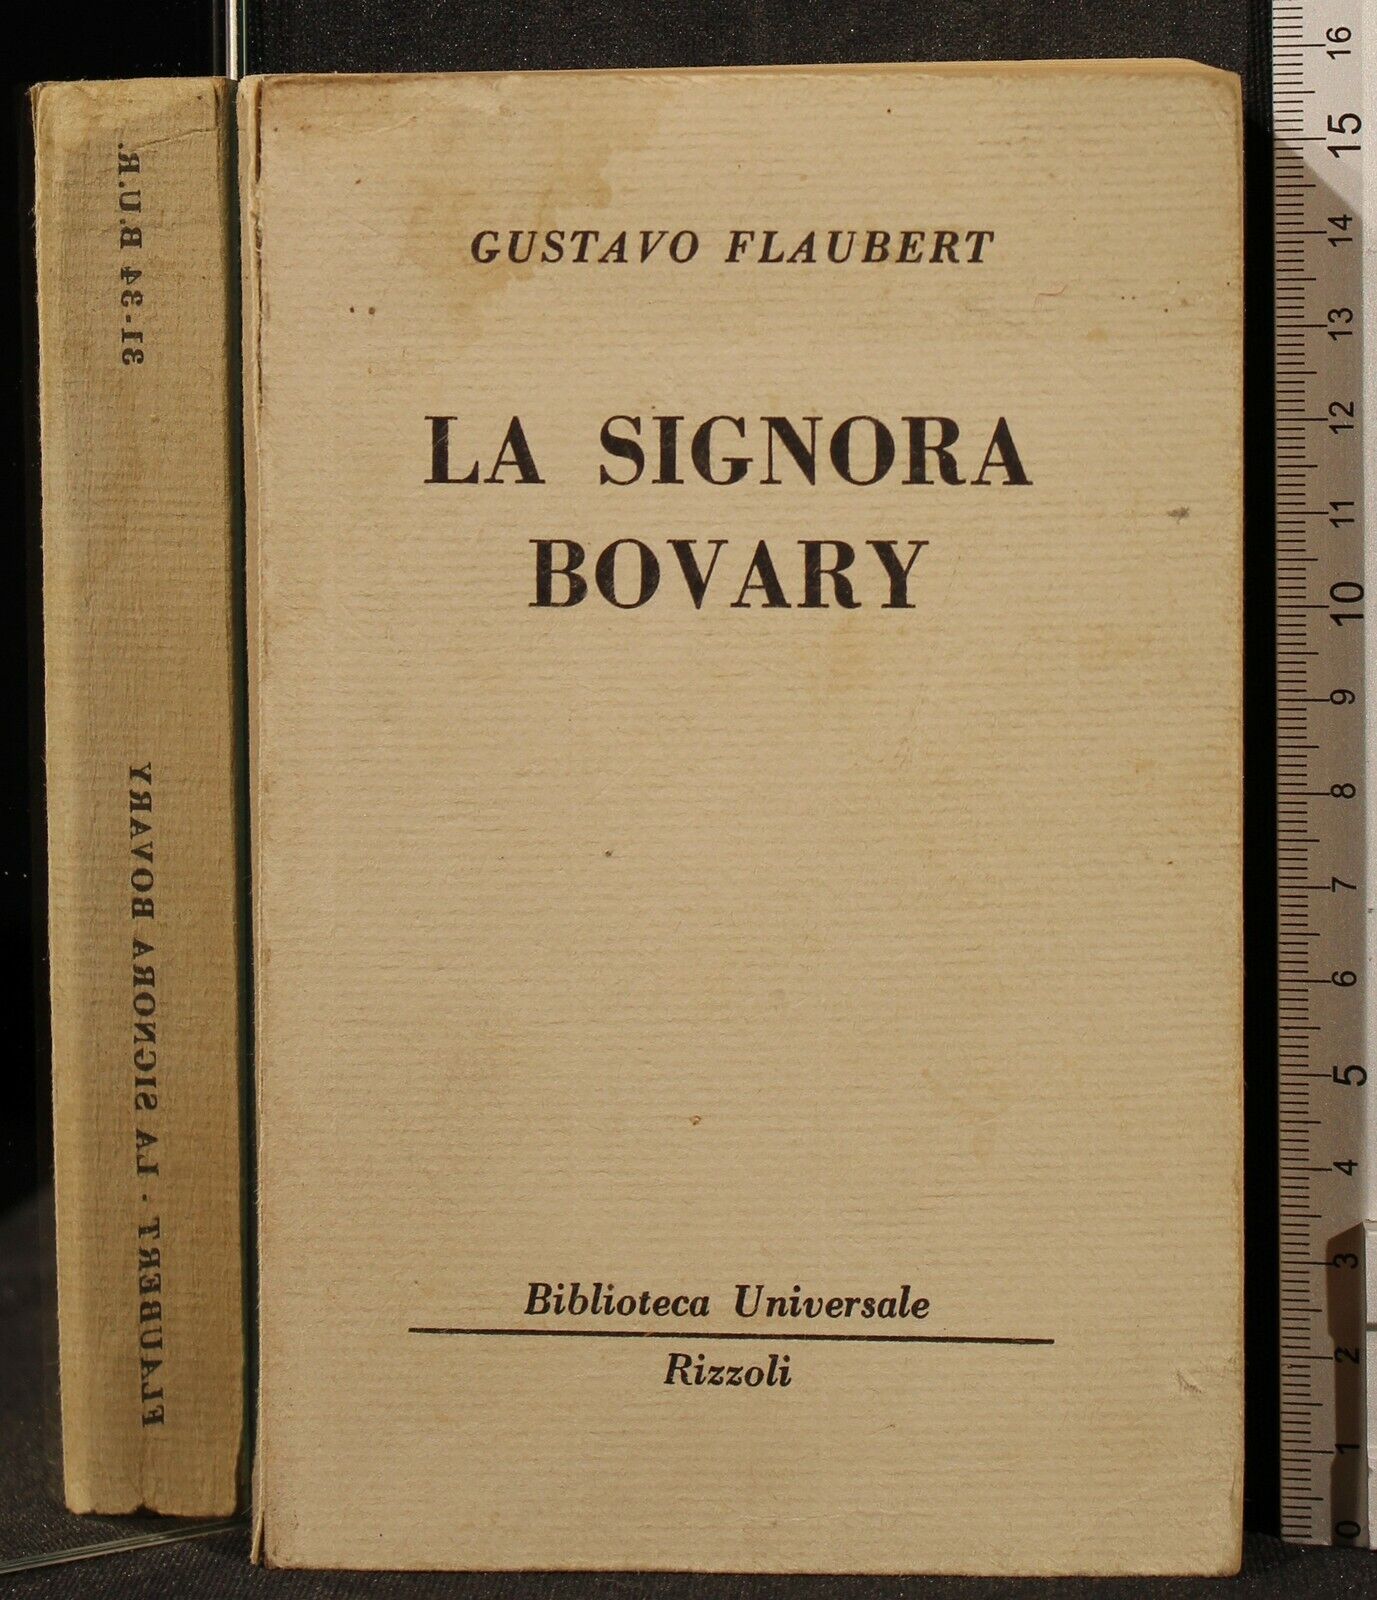 GUSTAVO FLAUBERT
LA SIGNORA
BOVARY
Biblioteca Universale
Rizzoli
FLAUBERT · LA SIGNORA BOVARY
B.U.R.
31-34
16
15
14
13
12
11
10
9
8
7
6
5
4
3
2
1
0